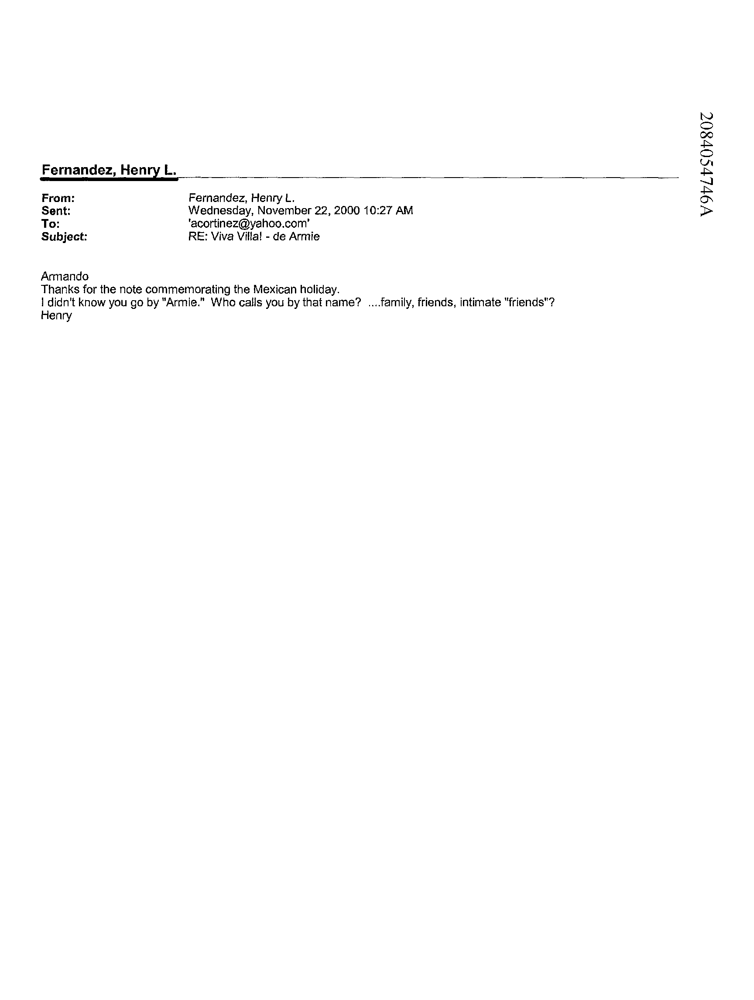 2084054746A
Fernandez, Henry L.
From: Fernandez, Henry L.
Sent: Wednesday, November 22, 2000 10:27 AM
To: 'acortinez@yahoo.com'
Subject: RE: Viva Villa! - de Armie
Armando
Thanks for the note commemorating the Mexican holiday.
I didn't know you go by "Armie." Who calls you by that name? ....family, friends, intimate "friends"?
Henry